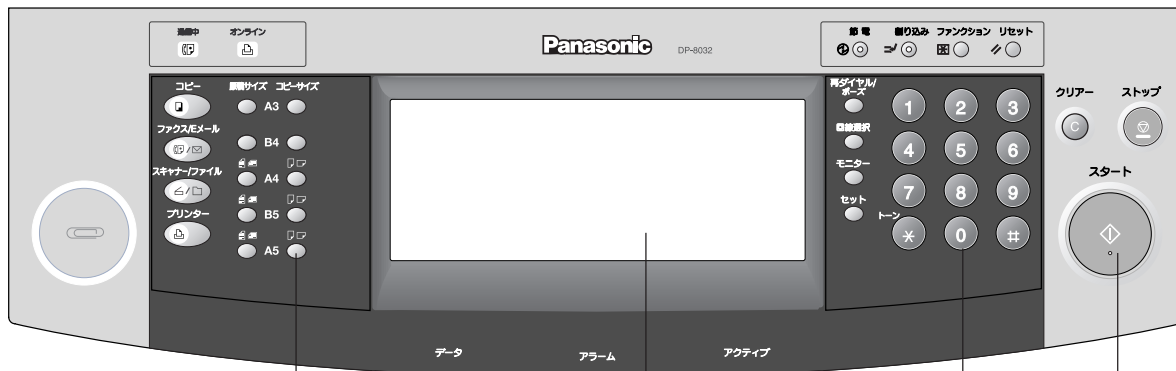 通信中 オンライン
Panasonic DP-8032
節電 割り込み ファンクション リセット
コピー 原稿サイズ コピーサイズ
A3
ファクス/Eメール
B4
スキャナー/ファイル
A4
プリンター
B5
A5
再ダイヤル/
ポーズ
1 2 3
回線選択
4 5 6
モニター
7 8 9
セット
トーン
* 0 #
クリアー ストップ
C
スタート
データ アラーム アクティブ